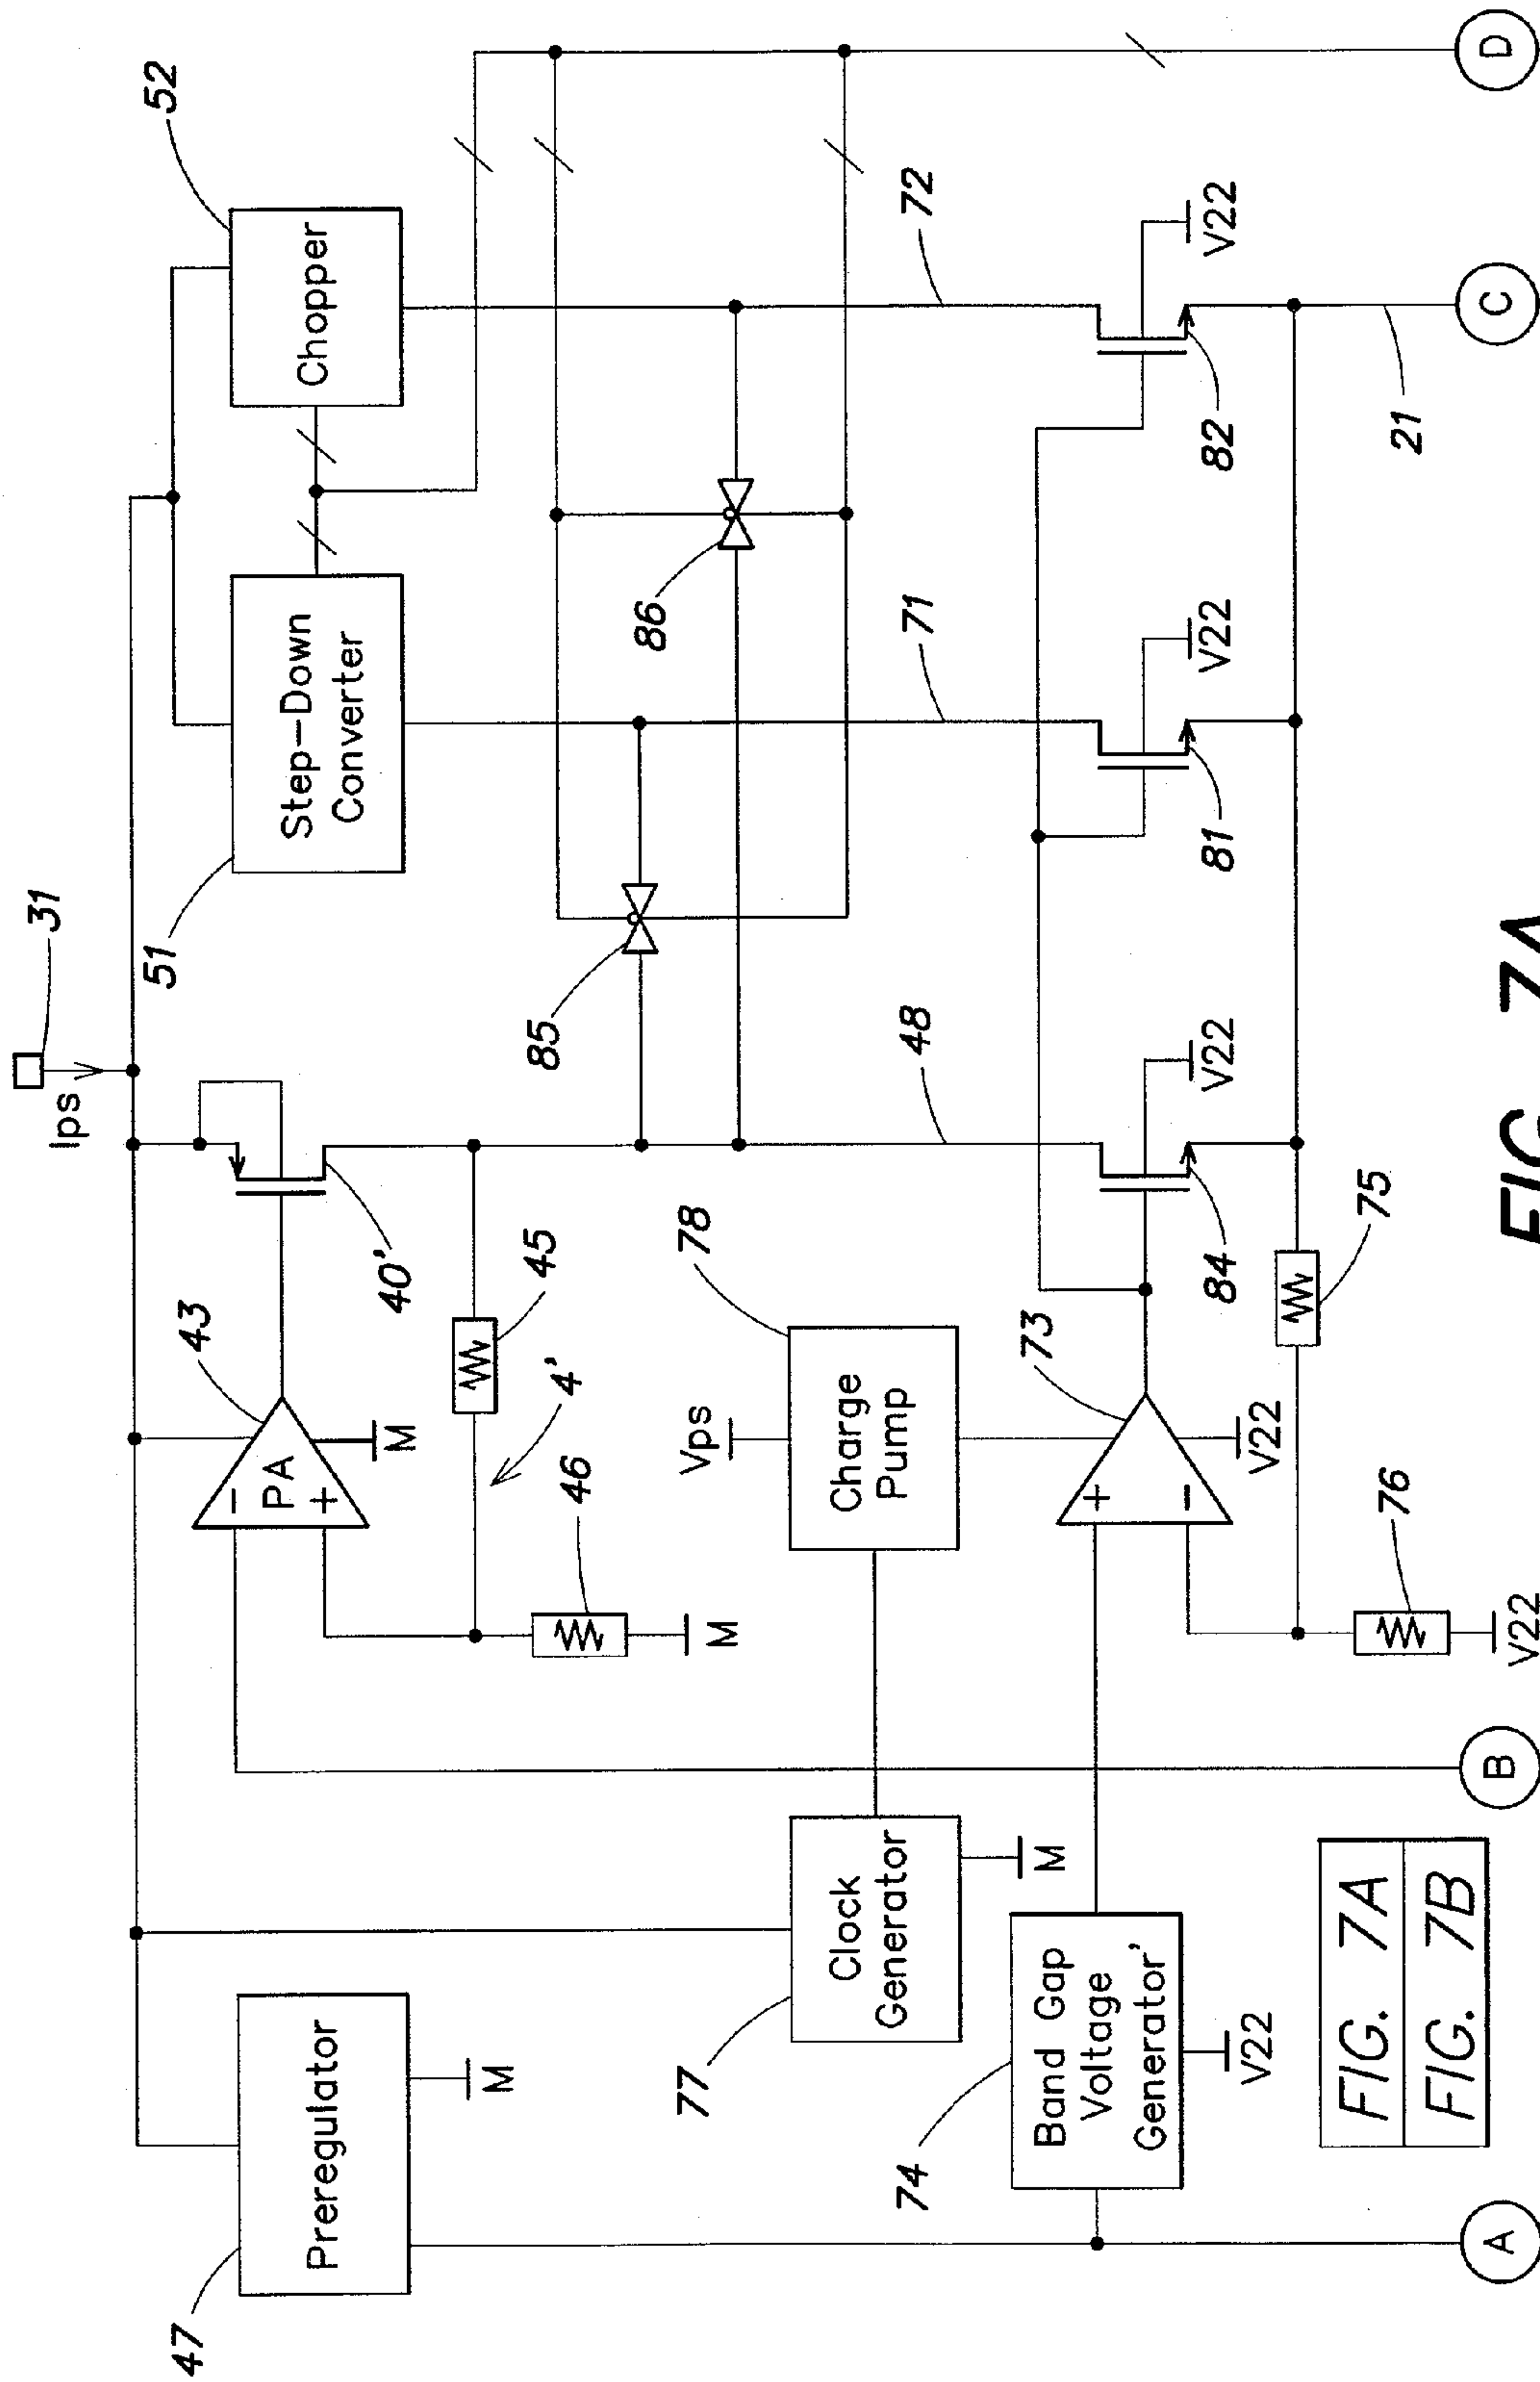 31
Ips
52
51
Step-Down
Converter
Chopper
47
Preregulator
M
43
PA
−
+
M
40'
45
4'
46
M
85
86
72
71
48
77
Clock
Generator
M
78
Vps
Charge
Pump
74
Band Gap
Voltage
Generator'
V22
73
+
−
V22
84
V22
81
V22
82
V22
75
76
V22
21
A
B
C
D
FIG. 7A
FIG. 7B
FIG. 7A